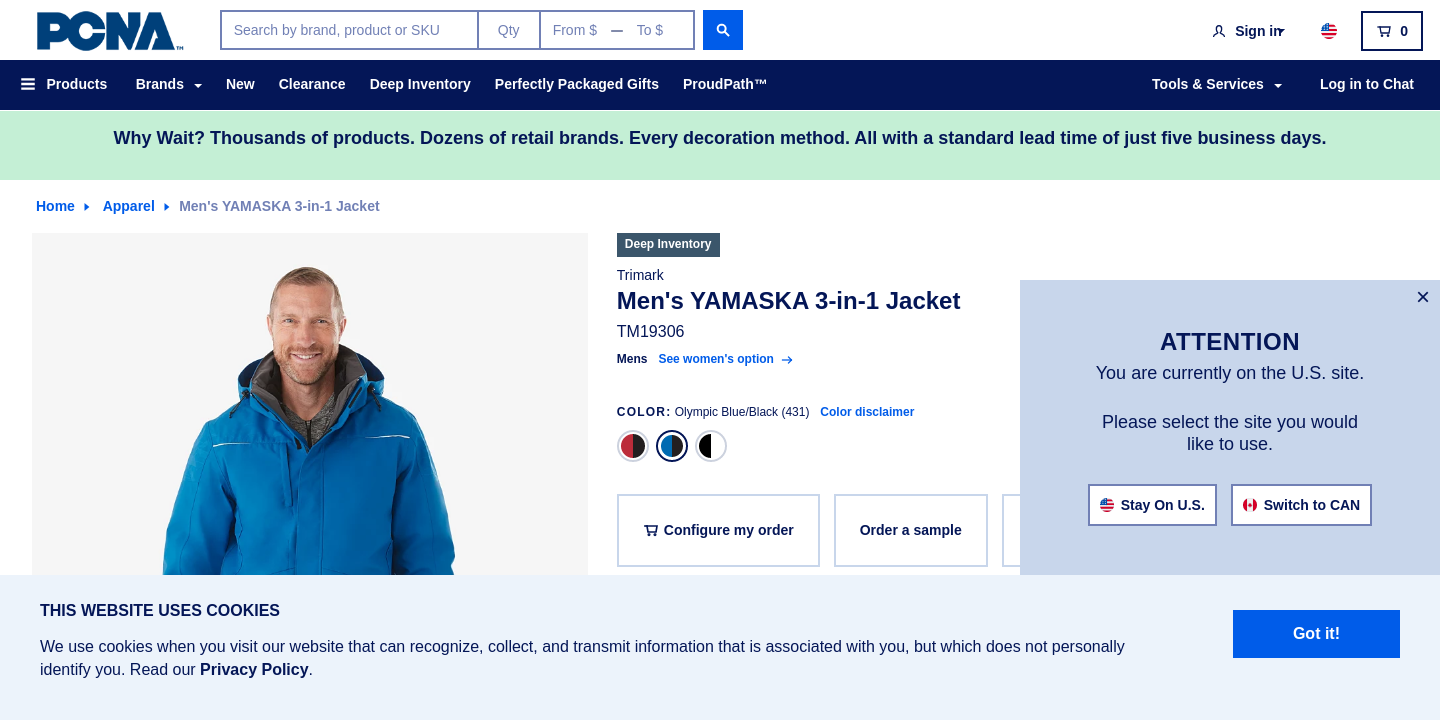 PCNA™
Search by brand, product or SKU
Qty
From $ — To $
Sign in
0
Products
Brands
New
Clearance
Deep Inventory
Perfectly Packaged Gifts
ProudPath™
Tools & Services
Log in to Chat
Why Wait? Thousands of products. Dozens of retail brands. Every decoration method. All with a standard lead time of just five business days.
Home
Apparel
Men's YAMASKA 3-in-1 Jacket
Deep Inventory
Trimark
Men's YAMASKA 3-in-1 Jacket
TM19306
Mens See women's option
COLOR: Olympic Blue/Black (431) Color disclaimer
Configure my order
Order a sample
×
ATTENTION
You are currently on the U.S. site.
Please select the site you would
like to use.
Stay On U.S.
Switch to CAN
THIS WEBSITE USES COOKIES
We use cookies when you visit our website that can recognize, collect, and transmit information that is associated with you, but which does not personally
identify you. Read our Privacy Policy.
Got it!